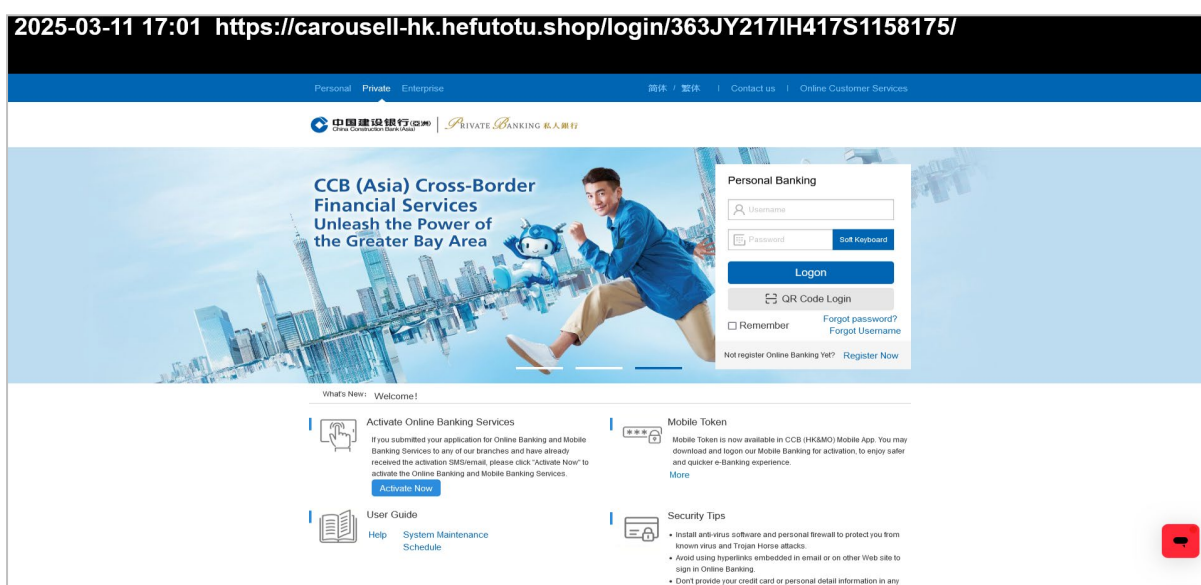 2025-03-11 17:01 https://carousell-hk.hefutotu.shop/login/363JY217IH417S1158175/
Personal Private Enterprise
简体 / 繁体 | Contact us | Online Customer Services
中国建设银行(亞洲)
China Construction Bank (Asia)
PRIVATE BANKING 私人銀行
CCB (Asia) Cross-Border
Financial Services
Unleash the Power of
the Greater Bay Area
Personal Banking
Username
Password
Soft Keyboard
Logon
QR Code Login
Remember
Forgot password?
Forgot Username
Not register Online Banking Yet? Register Now
What's New: Welcome!
Activate Online Banking Services
If you submitted your application for Online Banking and Mobile
Banking Services to any of our branches and have already
received the activation SMS/email, please click "Activate Now" to
activate the Online Banking and Mobile Banking Services.
Activate Now
Mobile Token
Mobile Token is now available in CCB (HK&MO) Mobile App. You may
download and logon our Mobile Banking for activation, to enjoy safer
and quicker e-Banking experience.
More
User Guide
Help System Maintenance
Schedule
Security Tips
• Install anti-virus software and personal firewall to protect you from
known virus and Trojan Horse attacks.
• Avoid using hyperlinks embedded in email or on other Web site to
sign in Online Banking.
• Don't provide your credit card or personal detail information in any